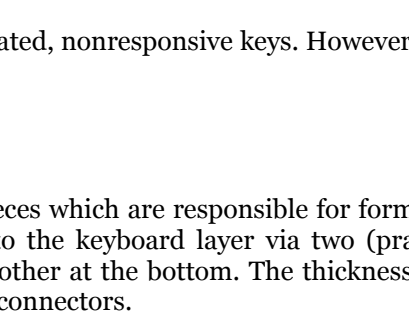 ated, nonresponsive keys. However
eces which are responsible for form
to the keyboard layer via two (pra
other at the bottom. The thickness
connectors.